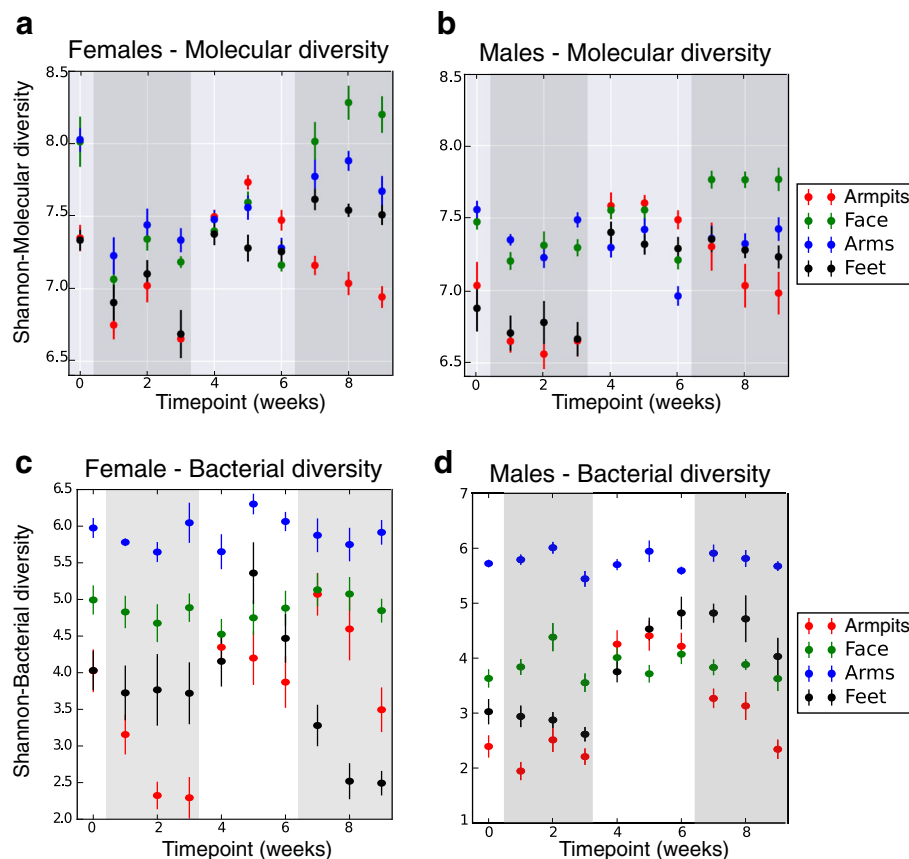 a
Females - Molecular diversity
8.5
8.0
7.5
7.0
6.5
Shannon-Molecular diversity
0 2 4 6 8
Timepoint (weeks)
b
Males - Molecular diversity
8.5
8.0
7.5
7.0
6.5
0 2 4 6 8
Timepoint (weeks)
Armpits
Face
Arms
Feet
c
Female - Bacterial diversity
6.5
6.0
5.5
5.0
4.5
4.0
3.5
3.0
2.5
2.0
Shannon-Bacterial diversity
0 2 4 6 8
Timepoint (weeks)
d
Males - Bacterial diversity
7
6
5
4
3
2
1
0 2 4 6 8
Timepoint (weeks)
Armpits
Face
Arms
Feet